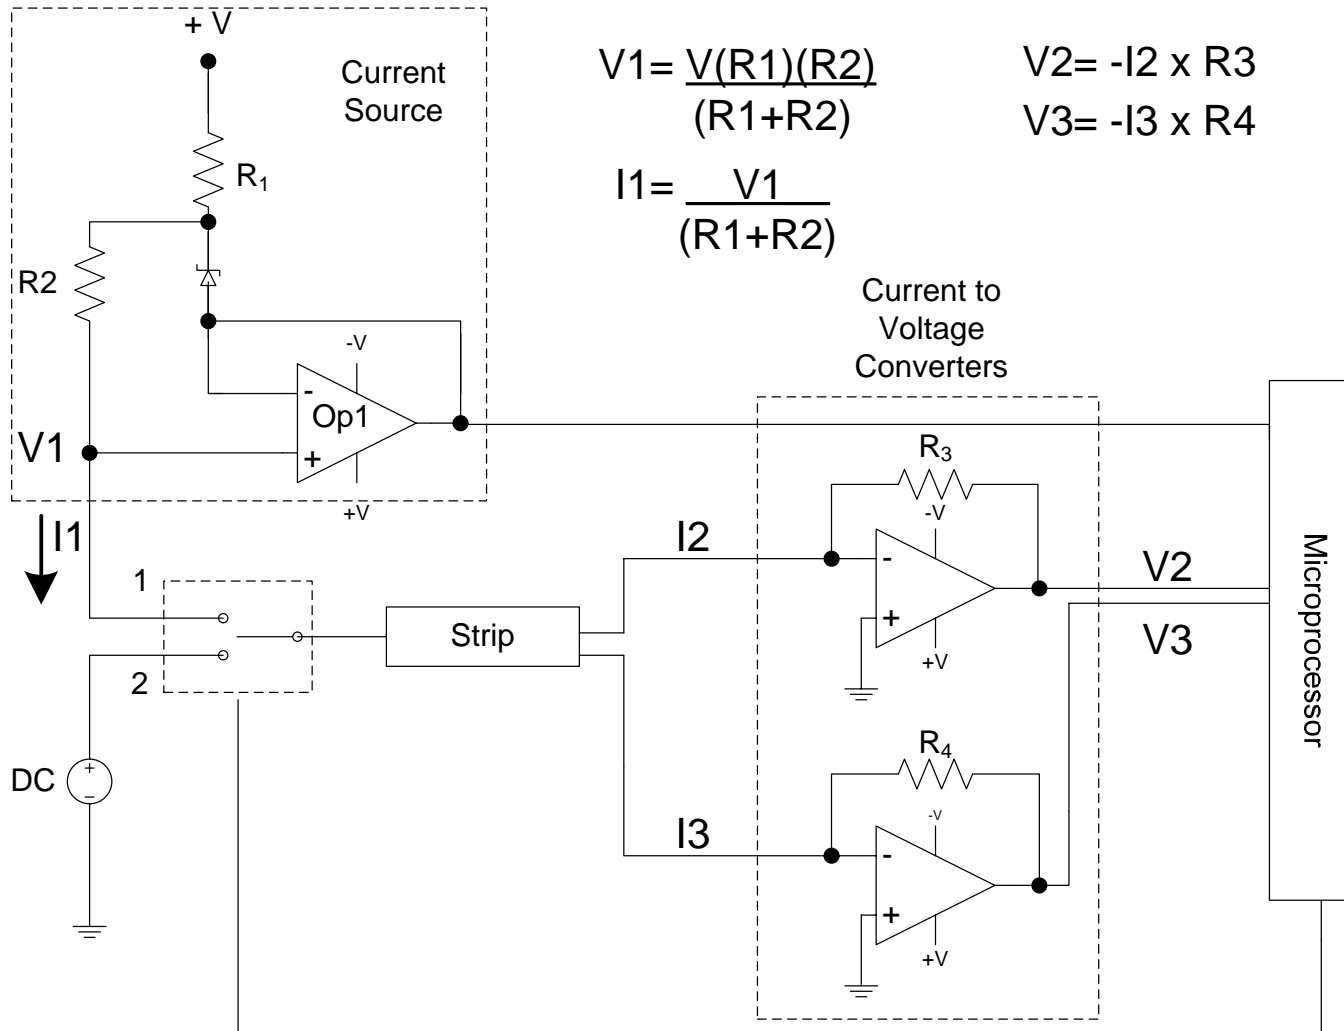 + V
Current
Source
R₁
R2
-V
-
Op1
+
+V
V1
I1
V1= V(R1)(R2)
(R1+R2)
I1= V1
(R1+R2)
V2= -I2 x R3
V3= -I3 x R4
Current to
Voltage
Converters
1
2
Strip
DC
+
-
I2
I3
R₃
-V
-
+
+V
R₄
-V
-
+
+V
V2
V3
Microprocessor